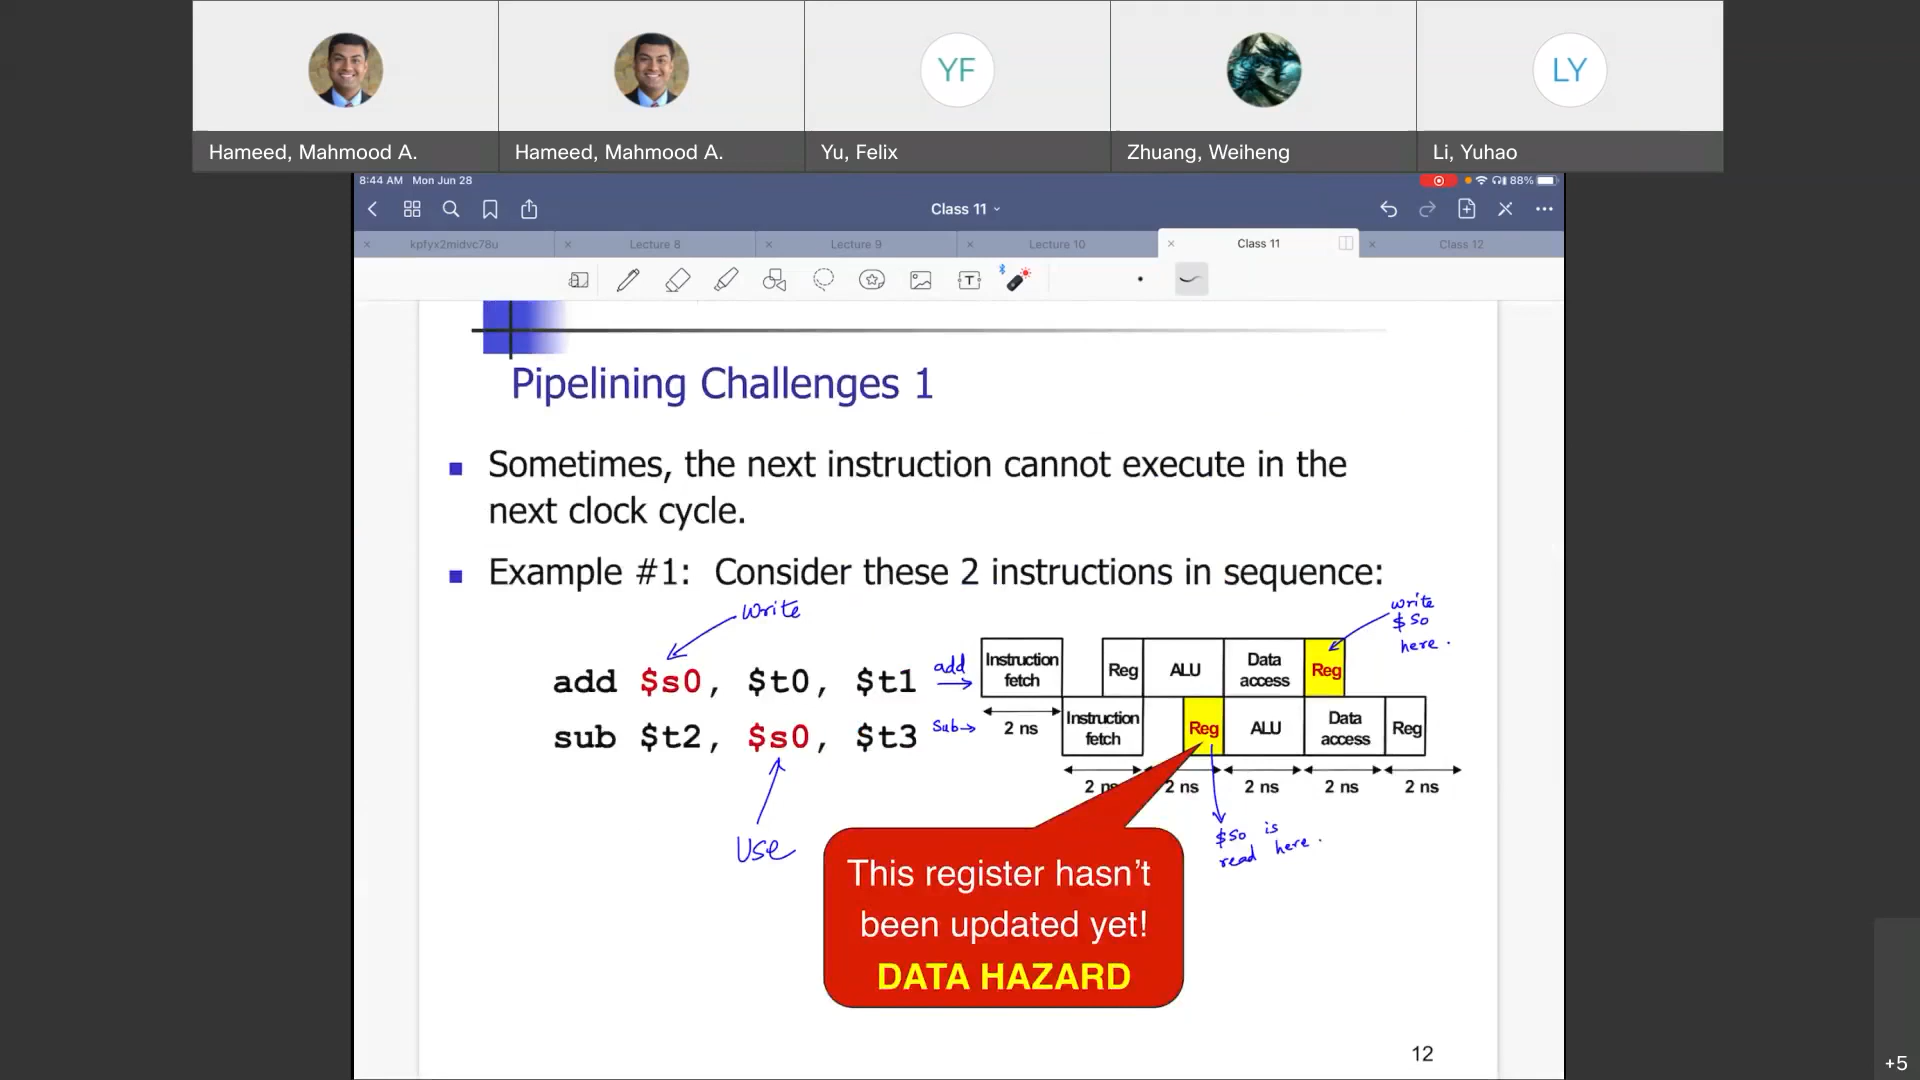 YF
LY
Hameed, Mahmood A.
Hameed, Mahmood A.
Yu, Felix
Zhuang, Weiheng
Li, Yuhao
8:44 AM Mon Jun 28
88%
Class 11
kpfyx2midvc78u
Lecture 8
Lecture 9
Lecture 10
Class 11
Class 12
T
Pipelining Challenges 1
Sometimes, the next instruction cannot execute in the
next clock cycle.
Example #1: Consider these 2 instructions in sequence:
write
write
$s0
here.
add $s0, $t0, $t1
add
Instruction
fetch
Reg
ALU
Data
access
Reg
sub $t2, $s0, $t3
sub
2 ns
Instruction
fetch
Reg
ALU
Data
access
Reg
2 ns
2 ns
2 ns
2 ns
2 ns
Use
$s0 is
read here.
This register hasn't
been updated yet!
DATA HAZARD
12
+5